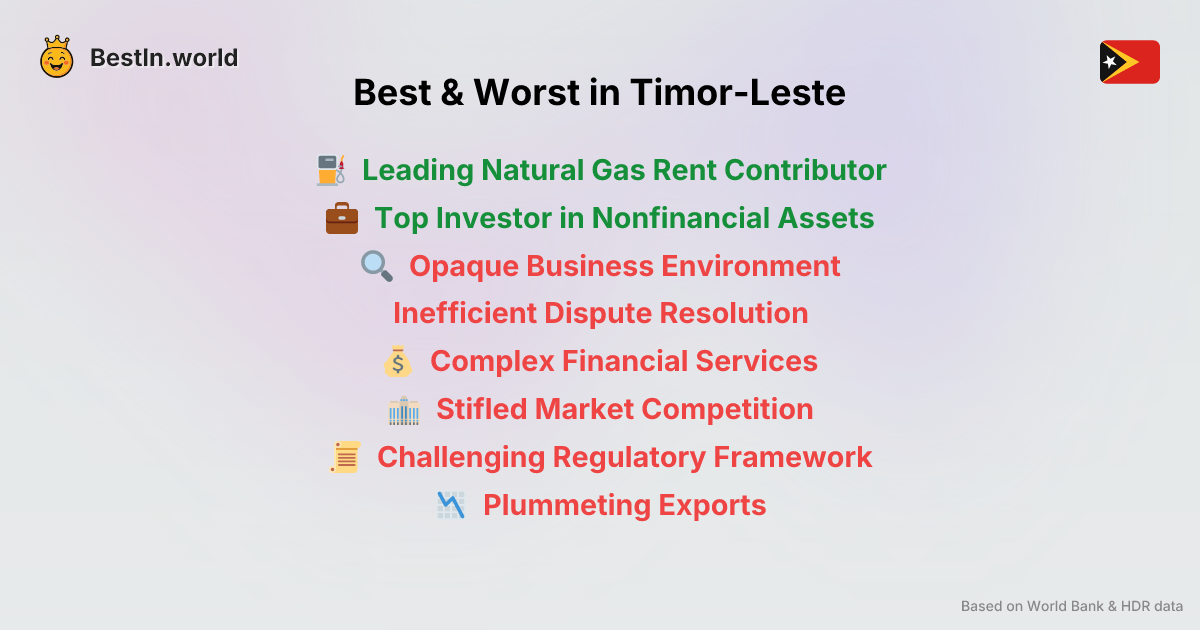 BestIn.world
Best & Worst in Timor-Leste
Leading Natural Gas Rent Contributor
Top Investor in Nonfinancial Assets
Opaque Business Environment
Inefficient Dispute Resolution
Complex Financial Services
Stifled Market Competition
Challenging Regulatory Framework
Plummeting Exports
Based on World Bank & HDR data